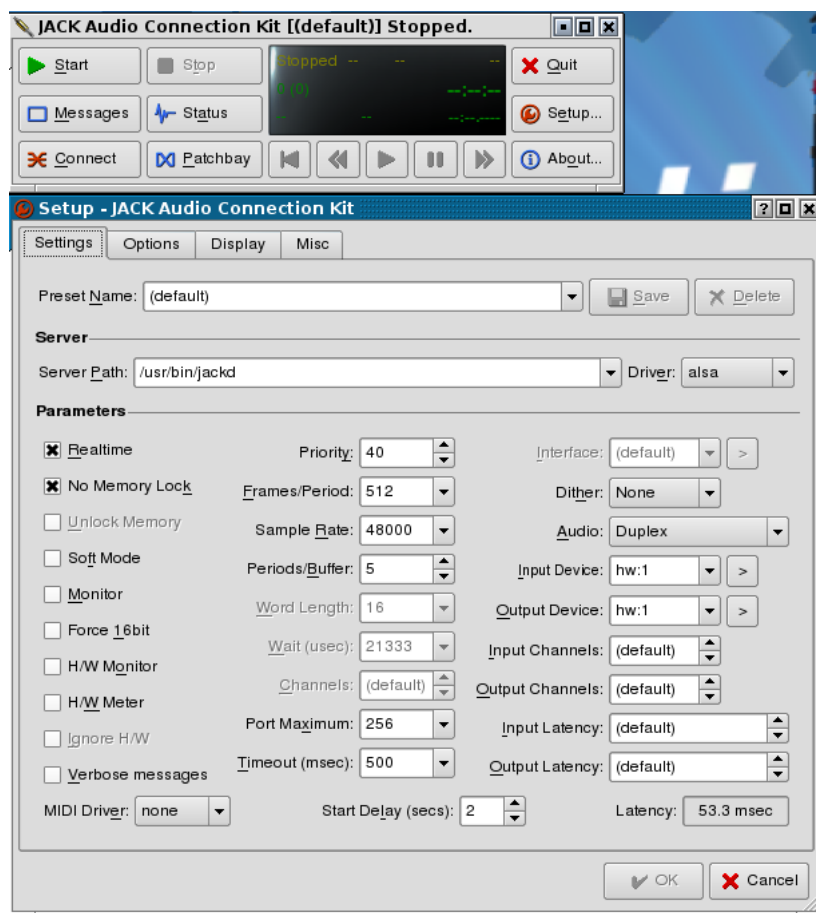 JACK Audio Connection Kit [(default)] Stopped.
Start Stop Stopped -- -- -- Quit
0 (0) --:--:--
Messages Status -- -- --:--.---- Setup...
Connect Patchbay About...
Setup - JACK Audio Connection Kit
Settings Options Display Misc
Preset Name: (default) Save Delete
Server
Server Path: /usr/bin/jackd Driver: alsa
Parameters
Realtime Priority: 40 Interface: (default) >
No Memory Lock Frames/Period: 512 Dither: None
Unlock Memory Sample Rate: 48000 Audio: Duplex
Soft Mode Periods/Buffer: 5 Input Device: hw:1 >
Monitor Word Length: 16 Output Device: hw:1 >
Force 16bit Wait (usec): 21333 Input Channels: (default)
H/W Monitor Channels: (default) Output Channels: (default)
H/W Meter Port Maximum: 256 Input Latency: (default)
Ignore H/W Timeout (msec): 500 Output Latency: (default)
Verbose messages
MIDI Driver: none Start Delay (secs): 2 Latency: 53.3 msec
OK Cancel